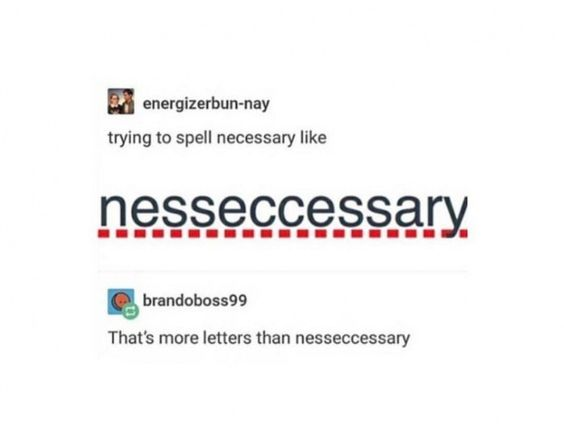 energizerbun-nay
trying to spell necessary like
nesseccessary
brandoboss99
That's more letters than nesseccessary